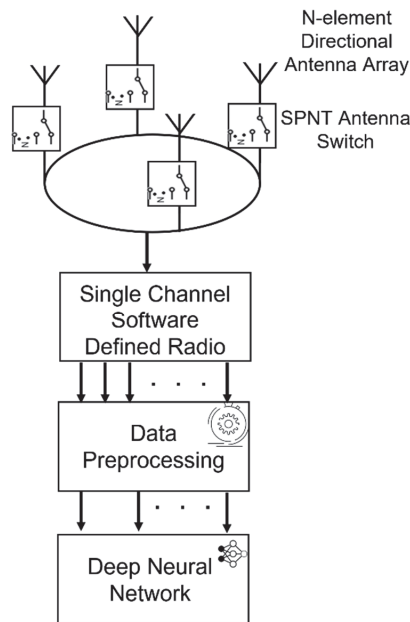 N-element
Directional
Antenna Array
SPNT Antenna
Switch
N
N
N
N
Single Channel
Software
Defined Radio
Data
Preprocessing
Deep Neural
Network